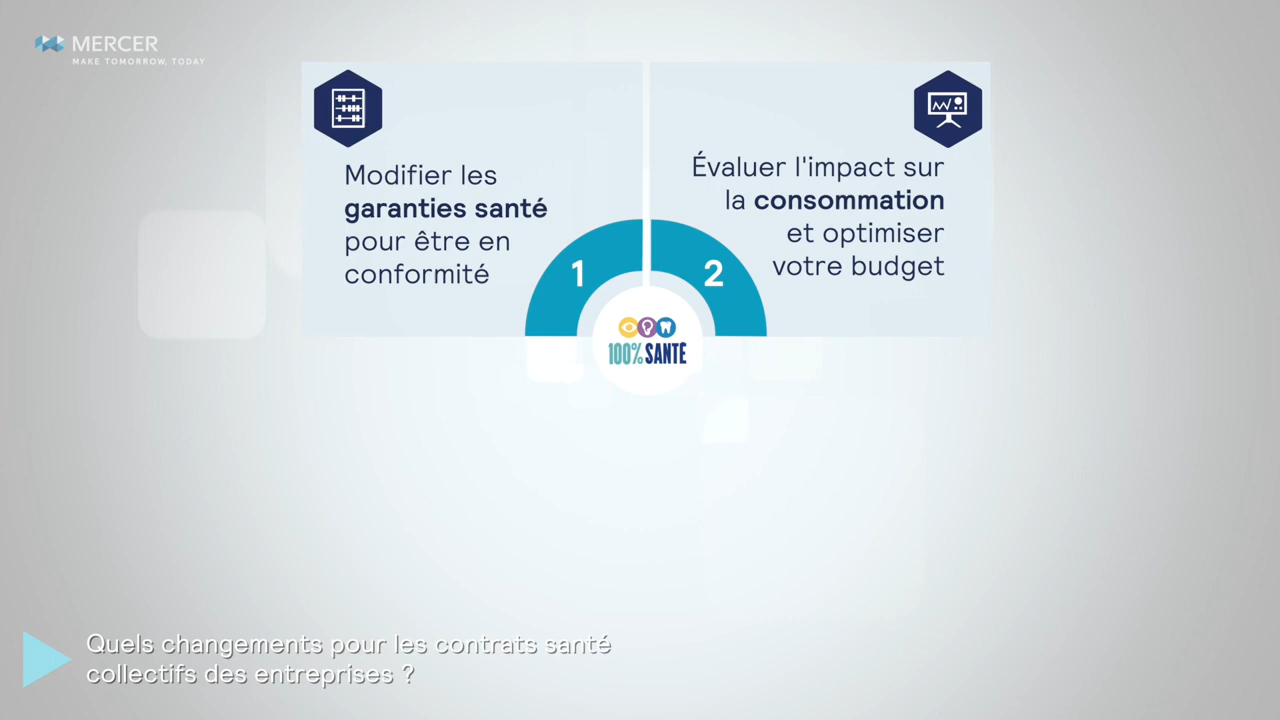 MERCER
MAKE TOMORROW, TODAY
Modifier les
garanties santé
pour être en
conformité
1
Évaluer l'impact sur
la consommation
et optimiser
votre budget
2
100% SANTÉ
Quels changements pour les contrats santé
collectifs des entreprises ?